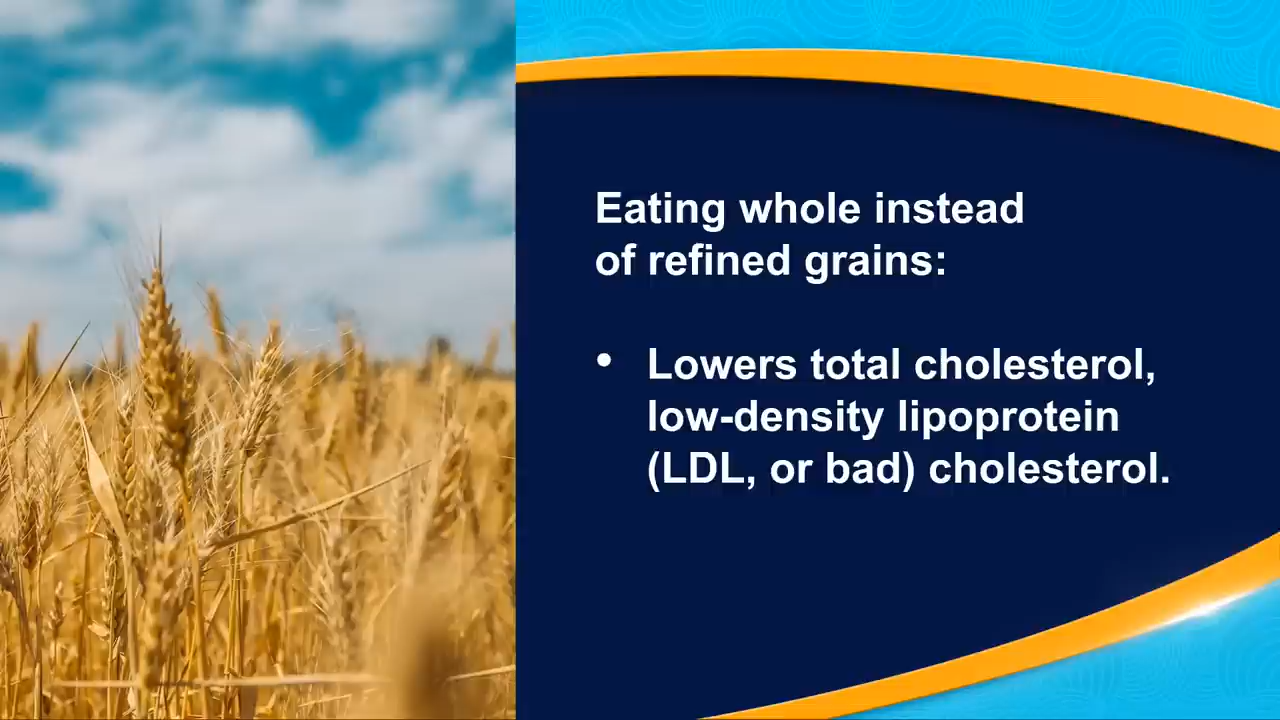 Eating whole instead
of refined grains:
• Lowers total cholesterol,
low-density lipoprotein
(LDL, or bad) cholesterol.